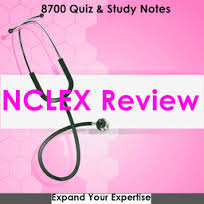 8700 Quiz & Study Notes
NCLEX Review
Expand Your Expertise